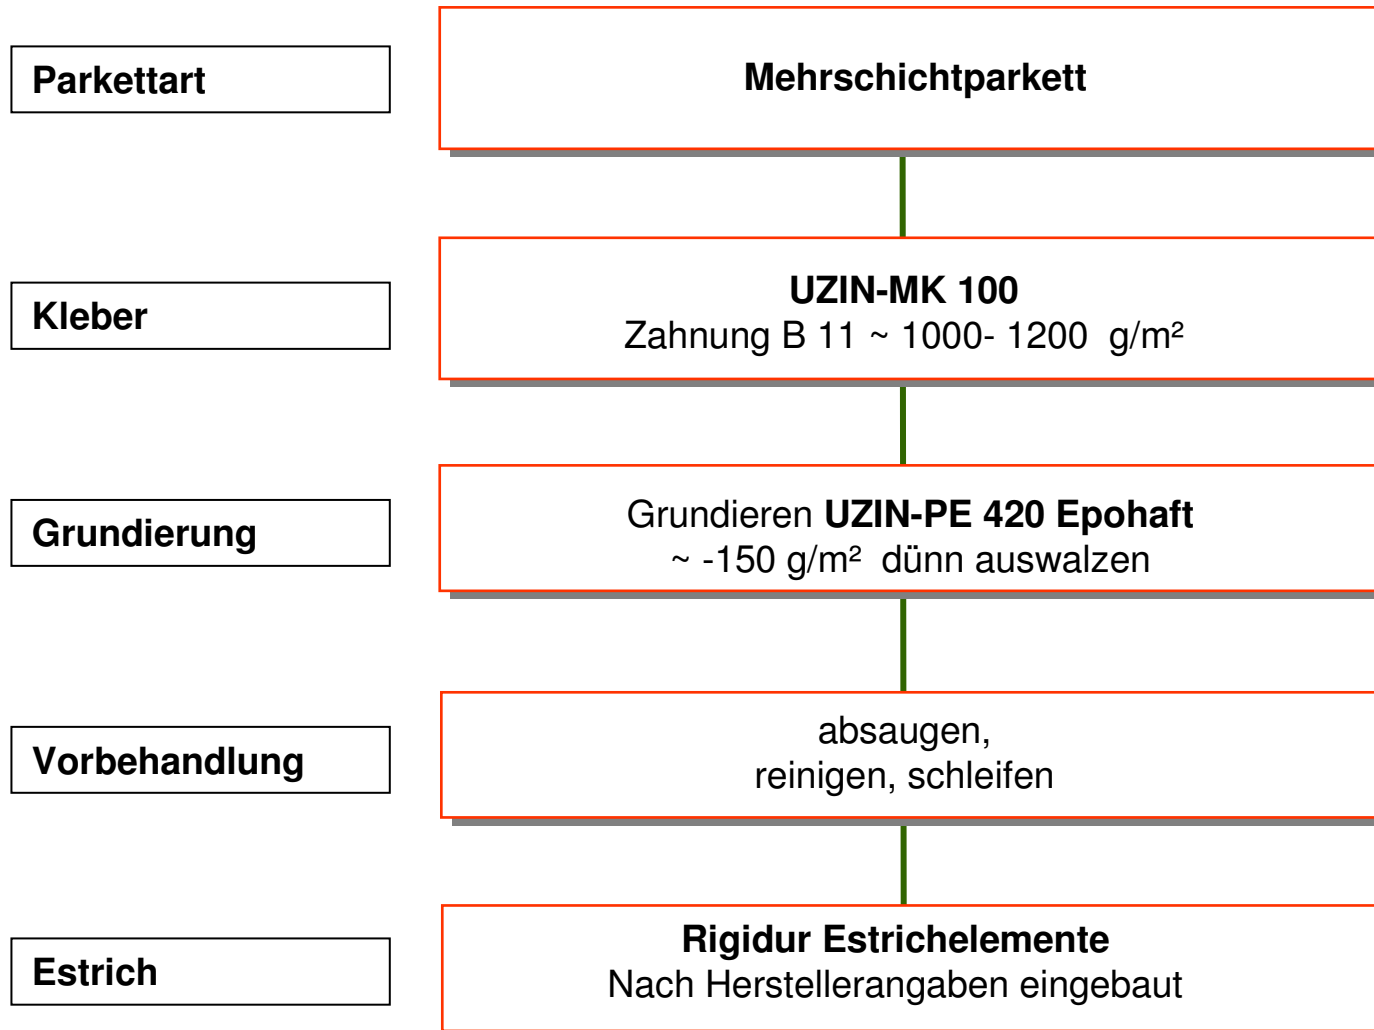 Parkettart
Mehrschichtparkett
Kleber
UZIN-MK 100
Zahnung B 11 ~ 1000- 1200 g/m²
Grundierung
Grundieren UZIN-PE 420 Epohaft
~ -150 g/m² dünn auswalzen
Vorbehandlung
absaugen,
reinigen, schleifen
Estrich
Rigidur Estrichelemente
Nach Herstellerangaben eingebaut